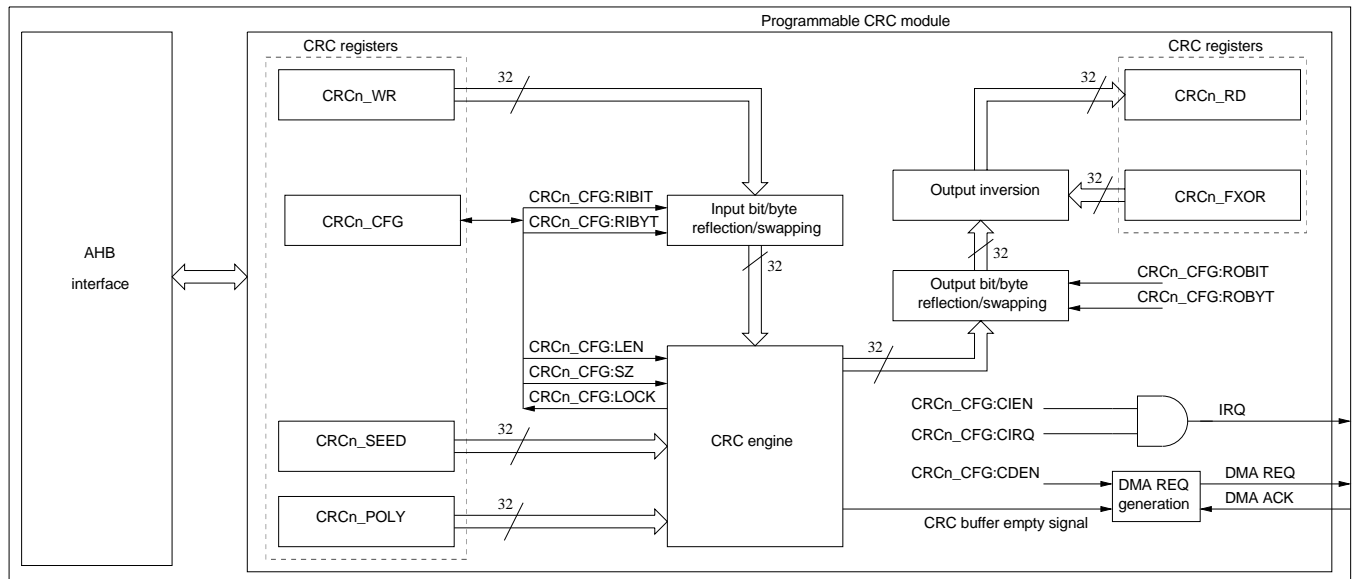 Programmable CRC module
CRC registers
CRC registers
CRCn_WR
32
32
CRCn_RD
CRCn_CFG
CRCn_CFG:RIBIT
CRCn_CFG:RIBYT
Input bit/byte
reflection/swapping
Output inversion
32
CRCn_FXOR
AHB
interface
32
32
Output bit/byte
reflection/swapping
CRCn_CFG:ROBIT
CRCn_CFG:ROBYT
CRCn_CFG:LEN
CRCn_CFG:SZ
CRCn_CFG:LOCK
32
CRC engine
CRCn_CFG:CIEN
CRCn_CFG:CIRQ
IRQ
CRCn_SEED
32
CRCn_CFG:CDEN
DMA REQ
generation
DMA REQ
DMA ACK
CRCn_POLY
32
CRC buffer empty signal